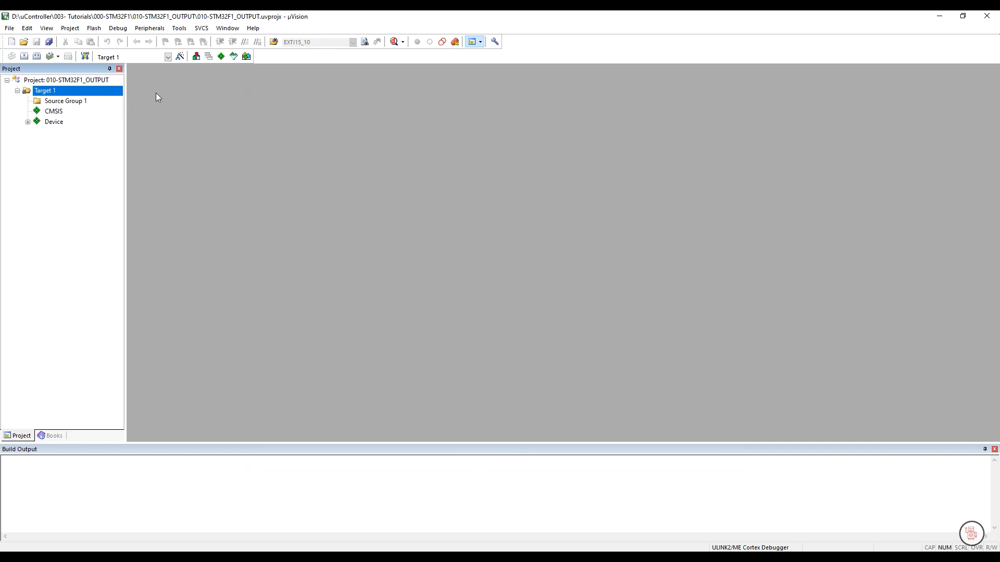 D:\uController\003- Tutorials\000-STM32F1\010-STM32F1_OUTPUT\010-STM32F1_OUTPUT.uvprojx - µVision
File Edit View Project Flash Debug Peripherals Tools SVCS Window Help
EXTI15_10
LOAD Target 1
Project
Project: 010-STM32F1_OUTPUT
Target 1
Source Group 1
CMSIS
Device
Project Books
Build Output
ULINK2/ME Cortex Debugger CAP NUM SCRL OVR R/W